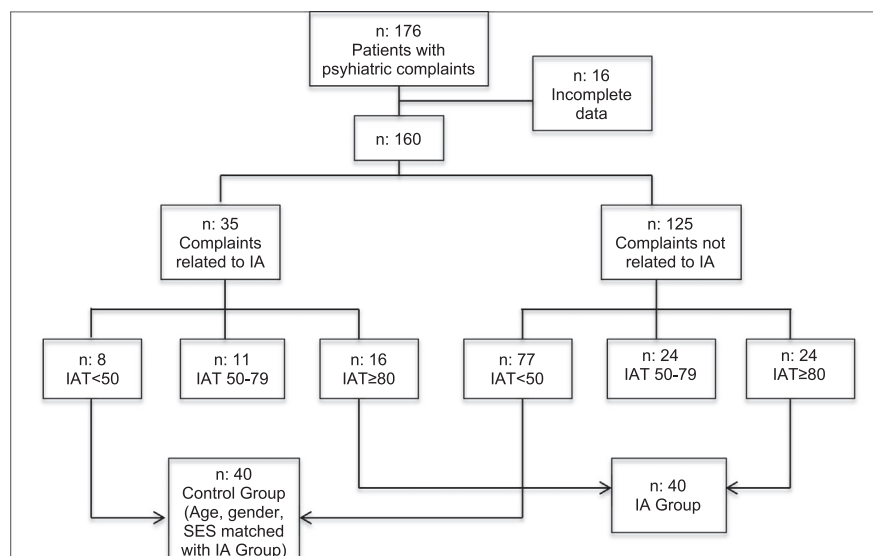 n: 176
Patients with
psyhiatric complaints
n: 16
Incomplete
data
n: 160
n: 35
Complaints
related to IA
n: 125
Complaints not
related to IA
n: 8
IAT<50
n: 11
IAT 50-79
n: 16
IAT≥80
n: 77
IAT<50
n: 24
IAT 50-79
n: 24
IAT≥80
n: 40
Control Group
(Age, gender,
SES matched
with IA Group)
n: 40
IA Group